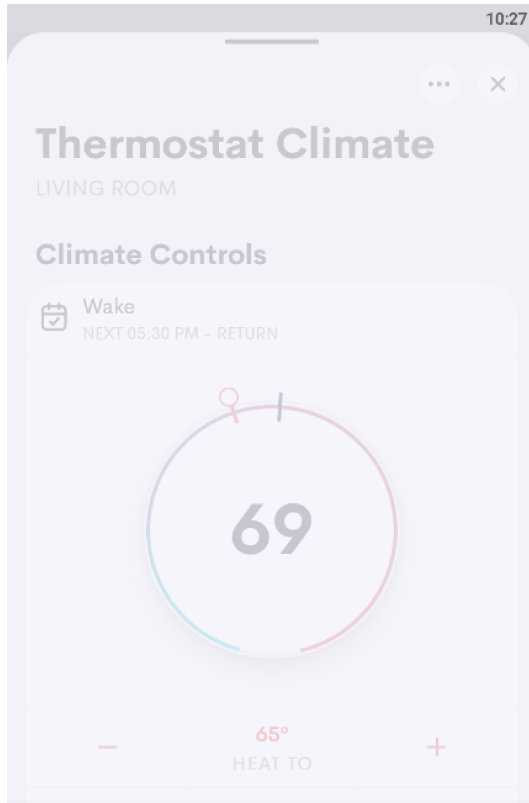 10:27
Thermostat Climate
LIVING ROOM
Climate Controls
Wake
NEXT 05:30 PM - RETURN
69
65°
HEAT TO